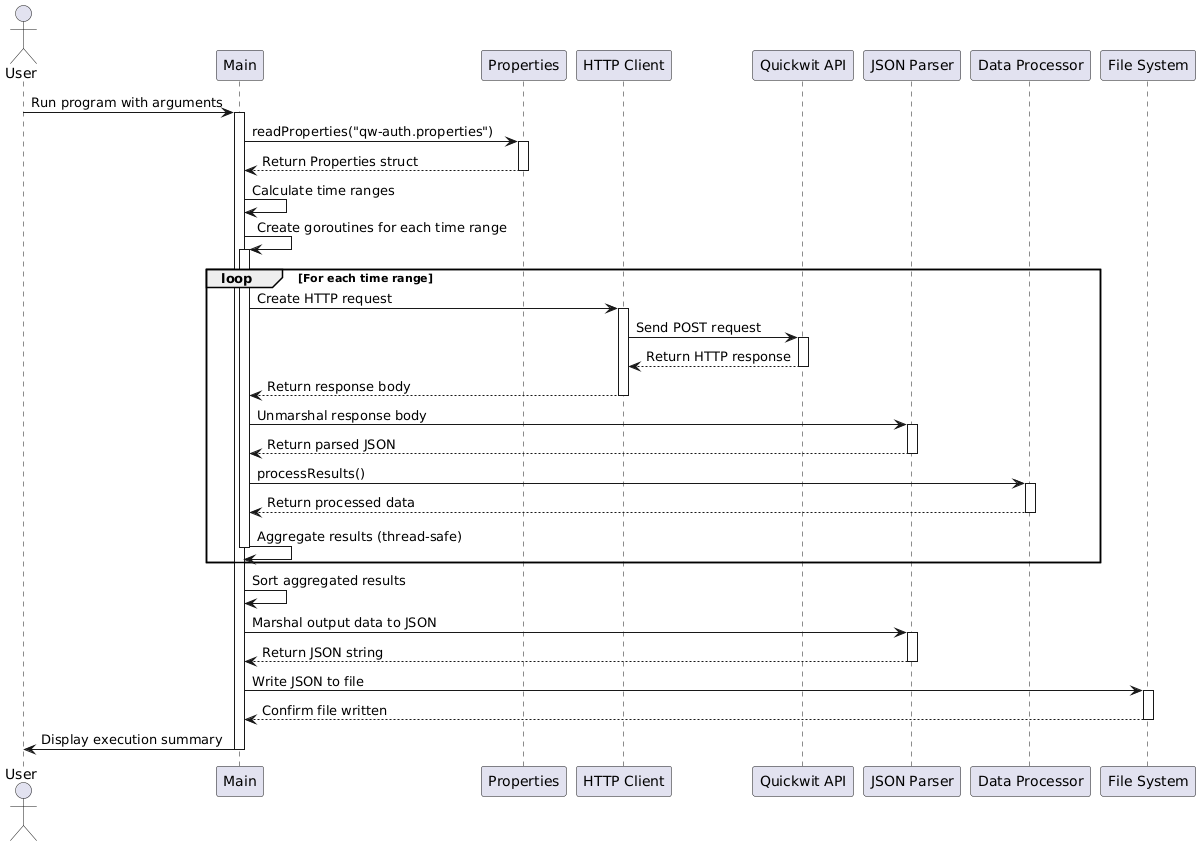 User
Main
Properties
HTTP Client
Quickwit API
JSON Parser
Data Processor
File System
Run program with arguments
readProperties("qw-auth.properties")
Return Properties struct
Calculate time ranges
Create goroutines for each time range
loop
[For each time range]
Create HTTP request
Send POST request
Return HTTP response
Return response body
Unmarshal response body
Return parsed JSON
processResults()
Return processed data
Aggregate results (thread-safe)
Sort aggregated results
Marshal output data to JSON
Return JSON string
Write JSON to file
Confirm file written
Display execution summary
User
Main
Properties
HTTP Client
Quickwit API
JSON Parser
Data Processor
File System